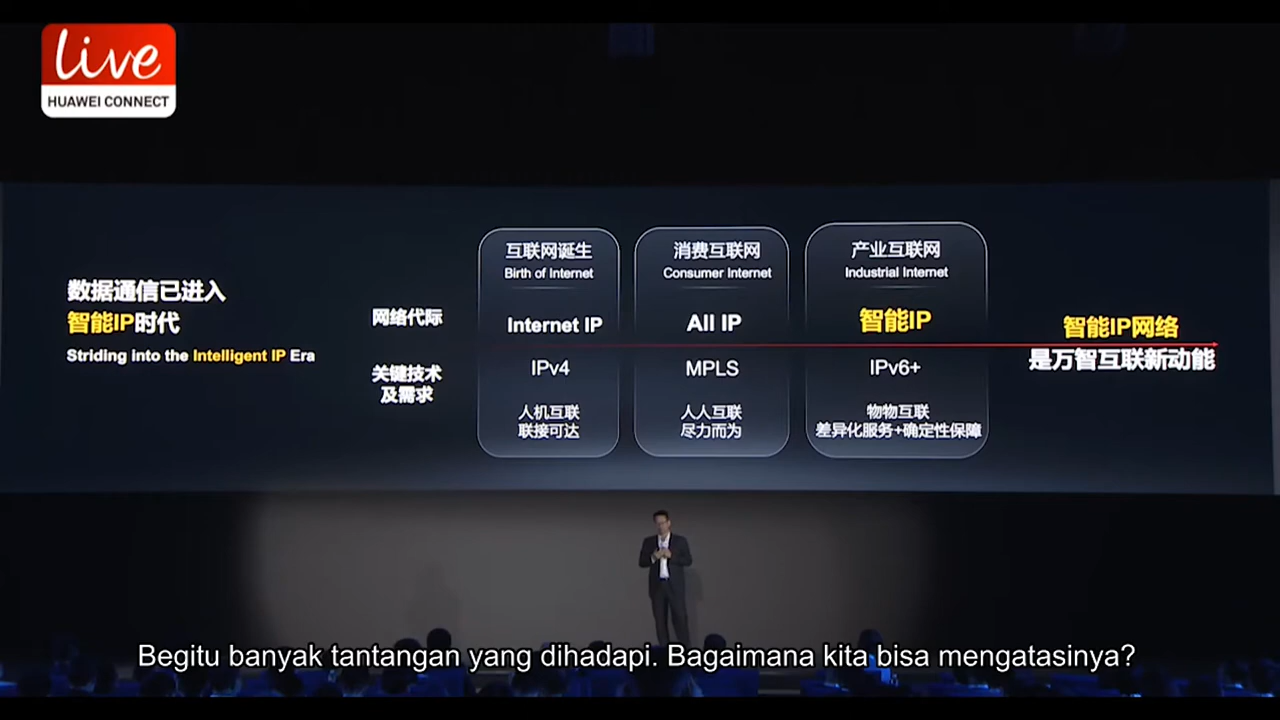 Live
HUAWEI CONNECT
数据通信已进入
智能IP时代
Striding into the Intelligent IP Era
网络代际
关键技术
及需求
互联网诞生
Birth of Internet
Internet IP
IPv4
人机互联
联接可达
消费互联网
Consumer Internet
All IP
MPLS
人人互联
尽力而为
产业互联网
Industrial Internet
智能IP
IPv6+
物物互联
差异化服务+确定性保障
智能IP网络
是万智互联新动能
Begitu banyak tantangan yang dihadapi. Bagaimana kita bisa mengatasinya?